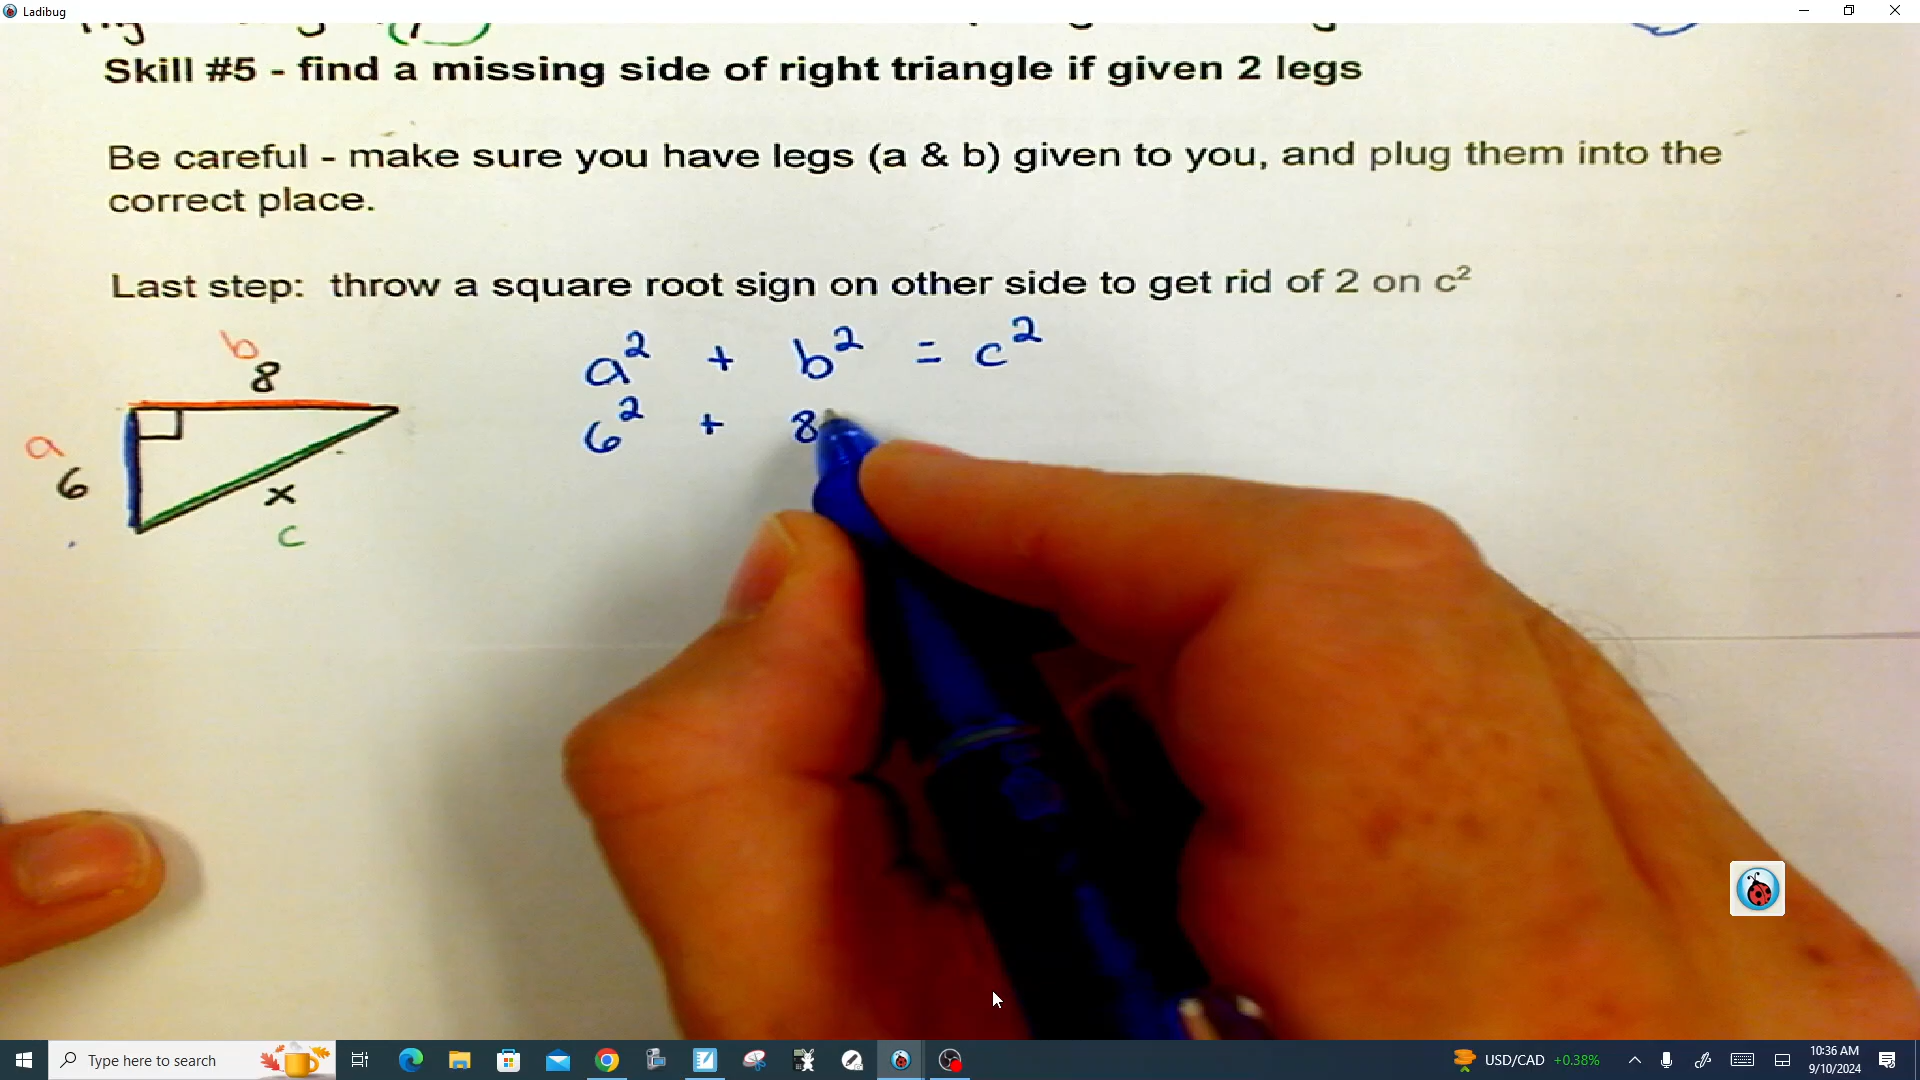 Ladibug
Skill #5 - find a missing side of right triangle if given 2 legs
Be careful - make sure you have legs (a & b) given to you, and plug them into the
correct place.
Last step: throw a square root sign on other side to get rid of 2 on c²
b
8
a
6
x
c
a² + b² = c²
6² + 8
Type here to search
USD/CAD +0.38%
10:36 AM
9/10/2024